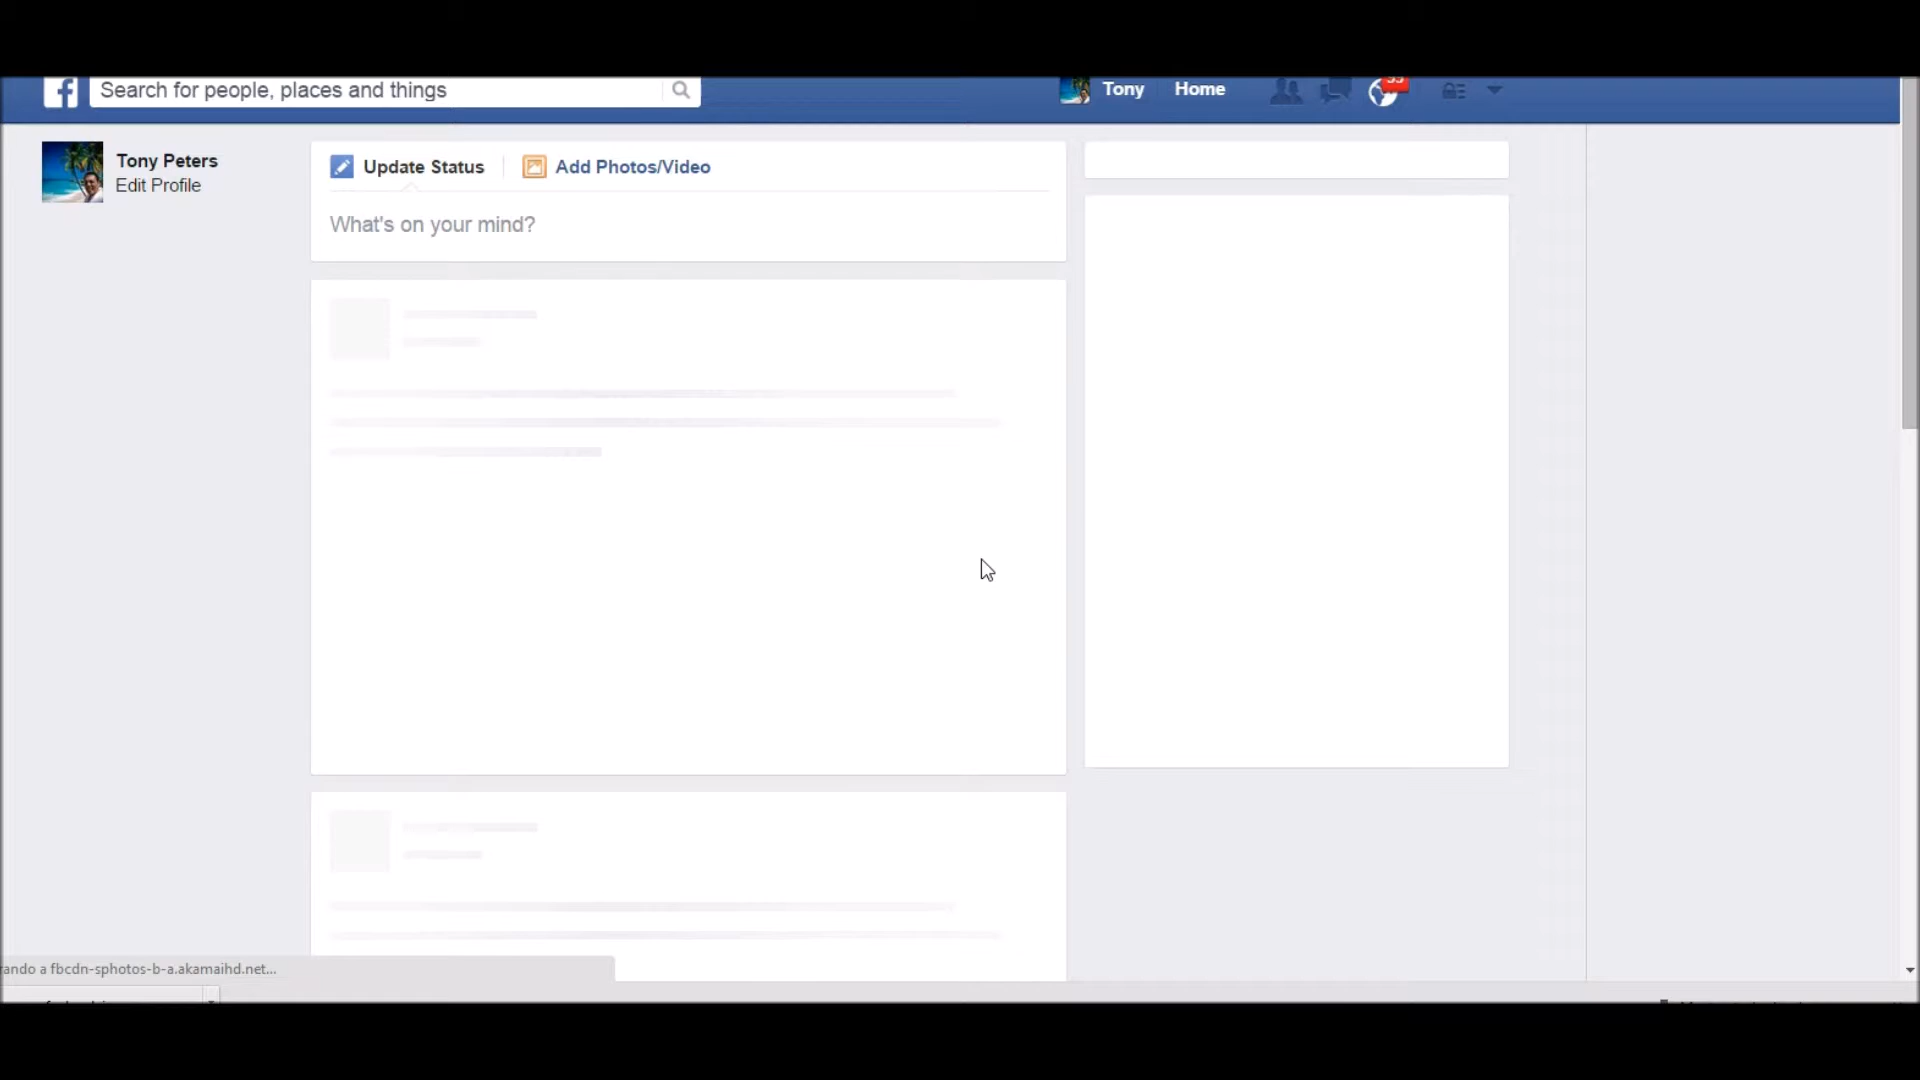 Search for people, places and things
Tony
Home
Tony Peters
Edit Profile
Update Status
Add Photos/Video
What's on your mind?
rando a fbcdn-sphotos-b-a.akamaihd.net...